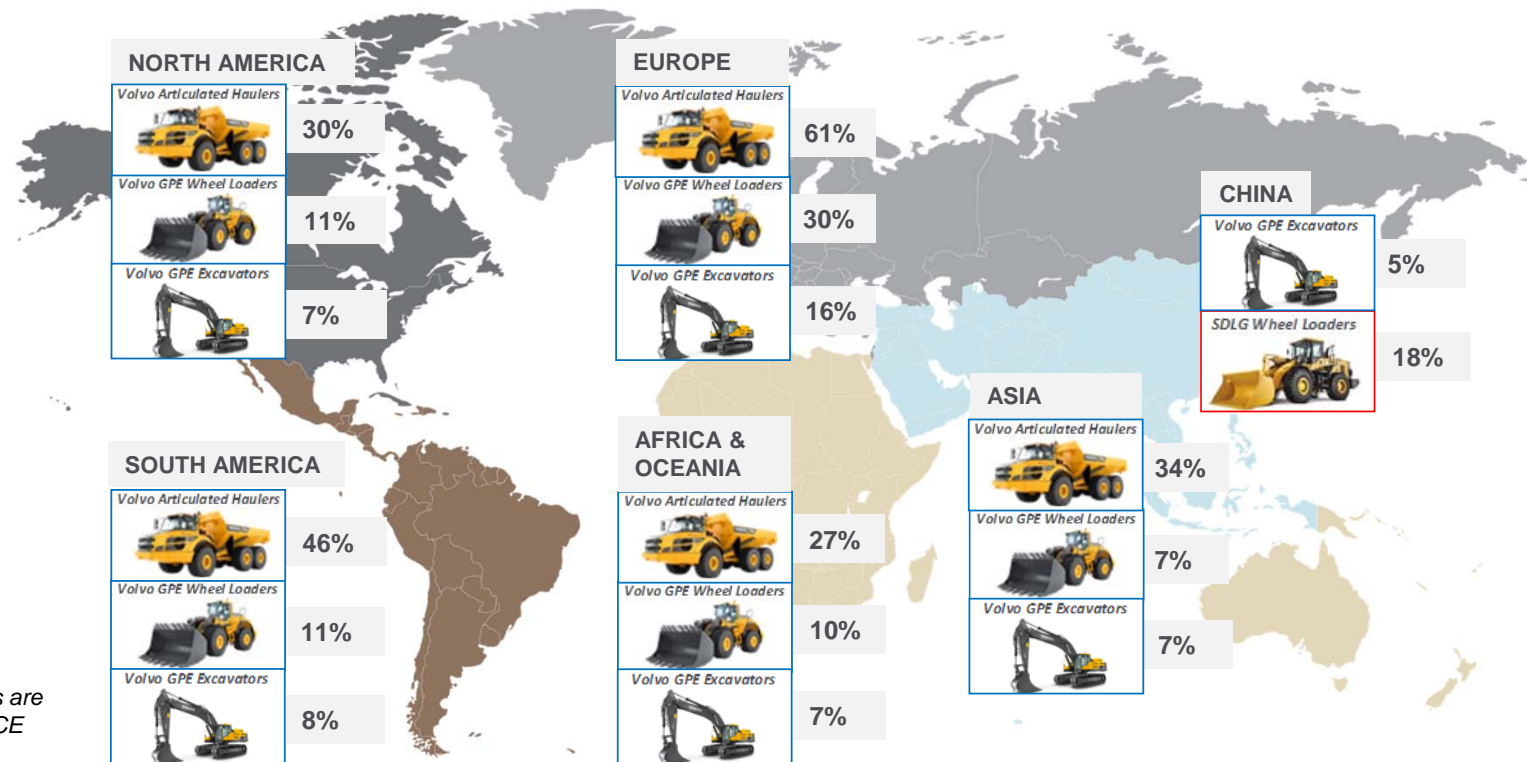 NORTH AMERICA
Volvo Articulated Haulers
30%
Volvo GPE Wheel Loaders
11%
Volvo GPE Excavators
7%
EUROPE
Volvo Articulated Haulers
61%
Volvo GPE Wheel Loaders
30%
Volvo GPE Excavators
16%
CHINA
Volvo GPE Excavators
5%
SDLG Wheel Loaders
18%
ASIA
Volvo Articulated Haulers
34%
Volvo GPE Wheel Loaders
7%
Volvo GPE Excavators
7%
SOUTH AMERICA
Volvo Articulated Haulers
46%
Volvo GPE Wheel Loaders
11%
Volvo GPE Excavators
8%
AFRICA &
OCEANIA
Volvo Articulated Haulers
27%
Volvo GPE Wheel Loaders
10%
Volvo GPE Excavators
7%
are
CE